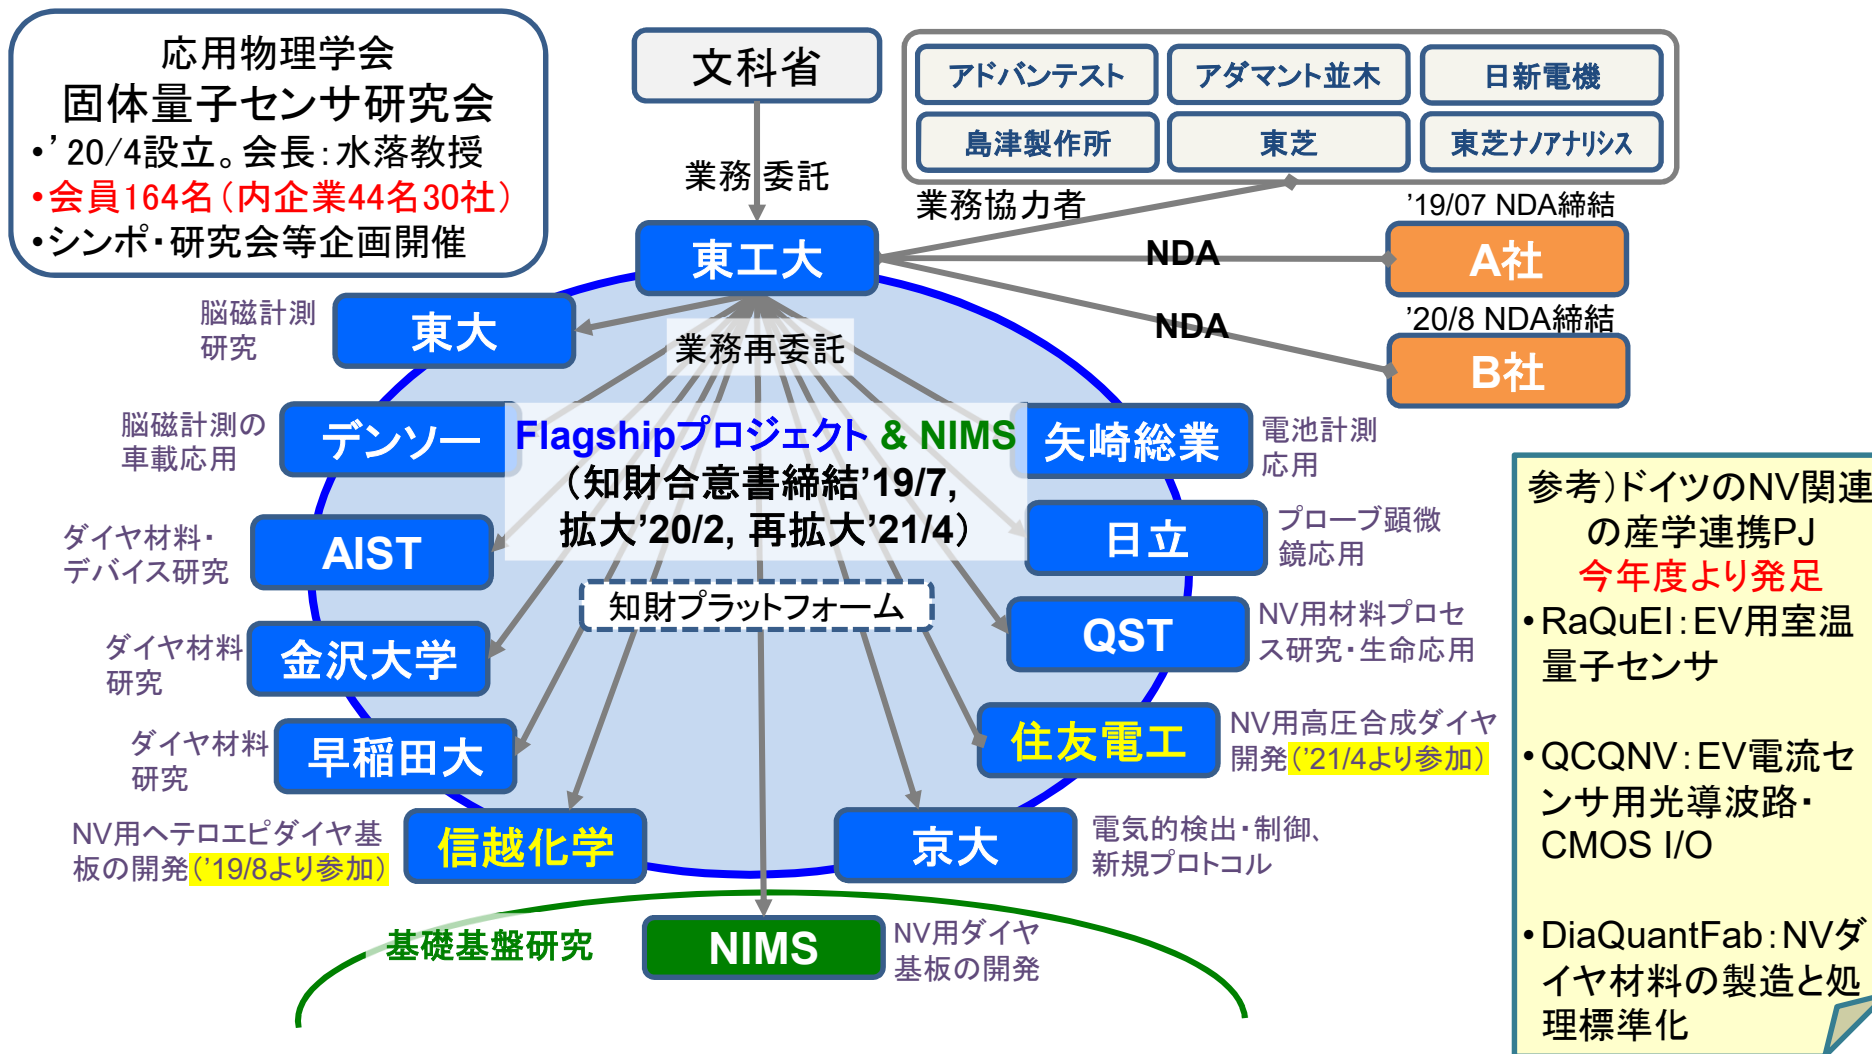 応用物理学会
固体量子センサ研究会
•’20/4設立。会長：水落教授
•会員164名（内企業44名30社）
•シンポ・研究会等企画開催
文科省
業務 委託
東工大
アドバンテスト
アダマント並木
日新電機
島津製作所
東芝
東芝ナノアナリシス
業務協力者
’19/07 NDA締結
NDA
A社
’20/8 NDA締結
NDA
B社
脳磁計測
研究
東大
業務再委託
脳磁計測の
車載応用
デンソー
Flagshipプロジェクト & NIMS
（知財合意書締結’19/7,
拡大’20/2, 再拡大’21/4）
矢崎総業
電池計測
応用
ダイヤ材料・
デバイス研究
AIST
日立
プローブ顕微
鏡応用
知財プラットフォーム
ダイヤ材料
研究
金沢大学
QST
NV用材料プロセ
ス研究・生命応用
ダイヤ材料
研究
早稲田大
住友電工
NV用高圧合成ダイヤ
開発（’21/4より参加）
NV用ヘテロエピダイヤ基
板の開発（’19/8より参加）
信越化学
京大
電気的検出・制御、
新規プロトコル
基礎基盤研究
NIMS
NV用ダイヤ
基板の開発
参考）ドイツのNV関連
の産学連携PJ
今年度より発足
•RaQuEI：EV用室温
量子センサ
•QCQNV：EV電流セ
ンサ用光導波路・
CMOS I/O
•DiaQuantFab：NVダ
イヤ材料の製造と処
理標準化